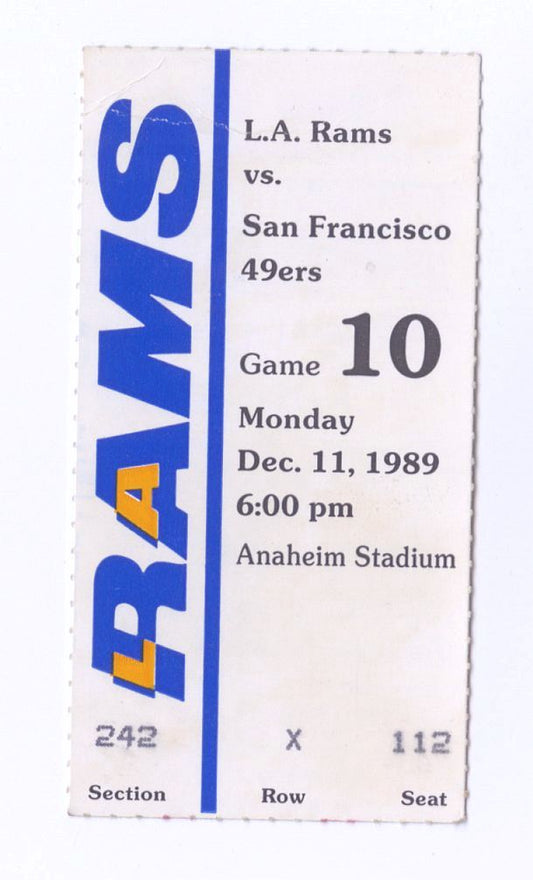 RAMS
LA
L.A. Rams
vs.
San Francisco
49ers
Game 10
Monday
Dec. 11, 1989
6:00 pm
Anaheim Stadium
242 X 112
Section Row Seat